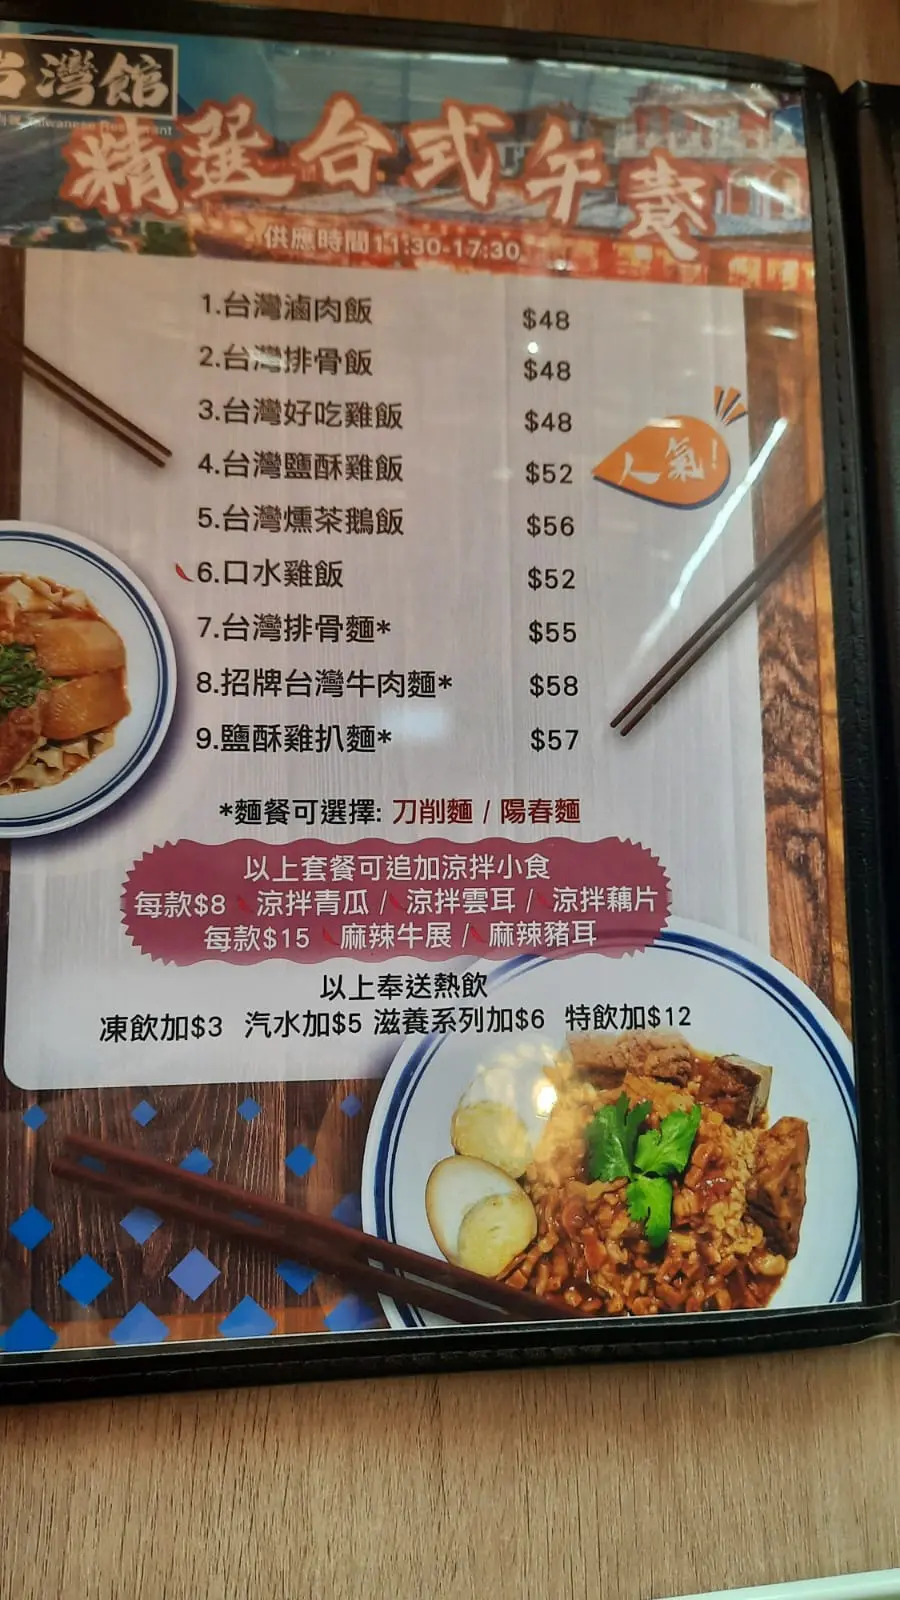 台灣館
Taiwanese Restaurant
精選台式午餐
供應時間11:30-17:30
1.台灣滷肉飯 $48
2.台灣排骨飯 $48
3.台灣好吃雞飯 $48
4.台灣鹽酥雞飯 $52
人氣!
5.台灣燻茶鵝飯 $56
6.口水雞飯 $52
7.台灣排骨麵* $55
8.招牌台灣牛肉麵* $58
9.鹽酥雞扒麵* $57
*麵餐可選擇: 刀削麵 / 陽春麵
以上套餐可追加涼拌小食
每款$8 涼拌青瓜 / 涼拌雲耳 / 涼拌藕片
每款$15 麻辣牛展 / 麻辣豬耳
以上奉送熱飲
凍飲加$3 汽水加$5 滋養系列加$6 特飲加$12